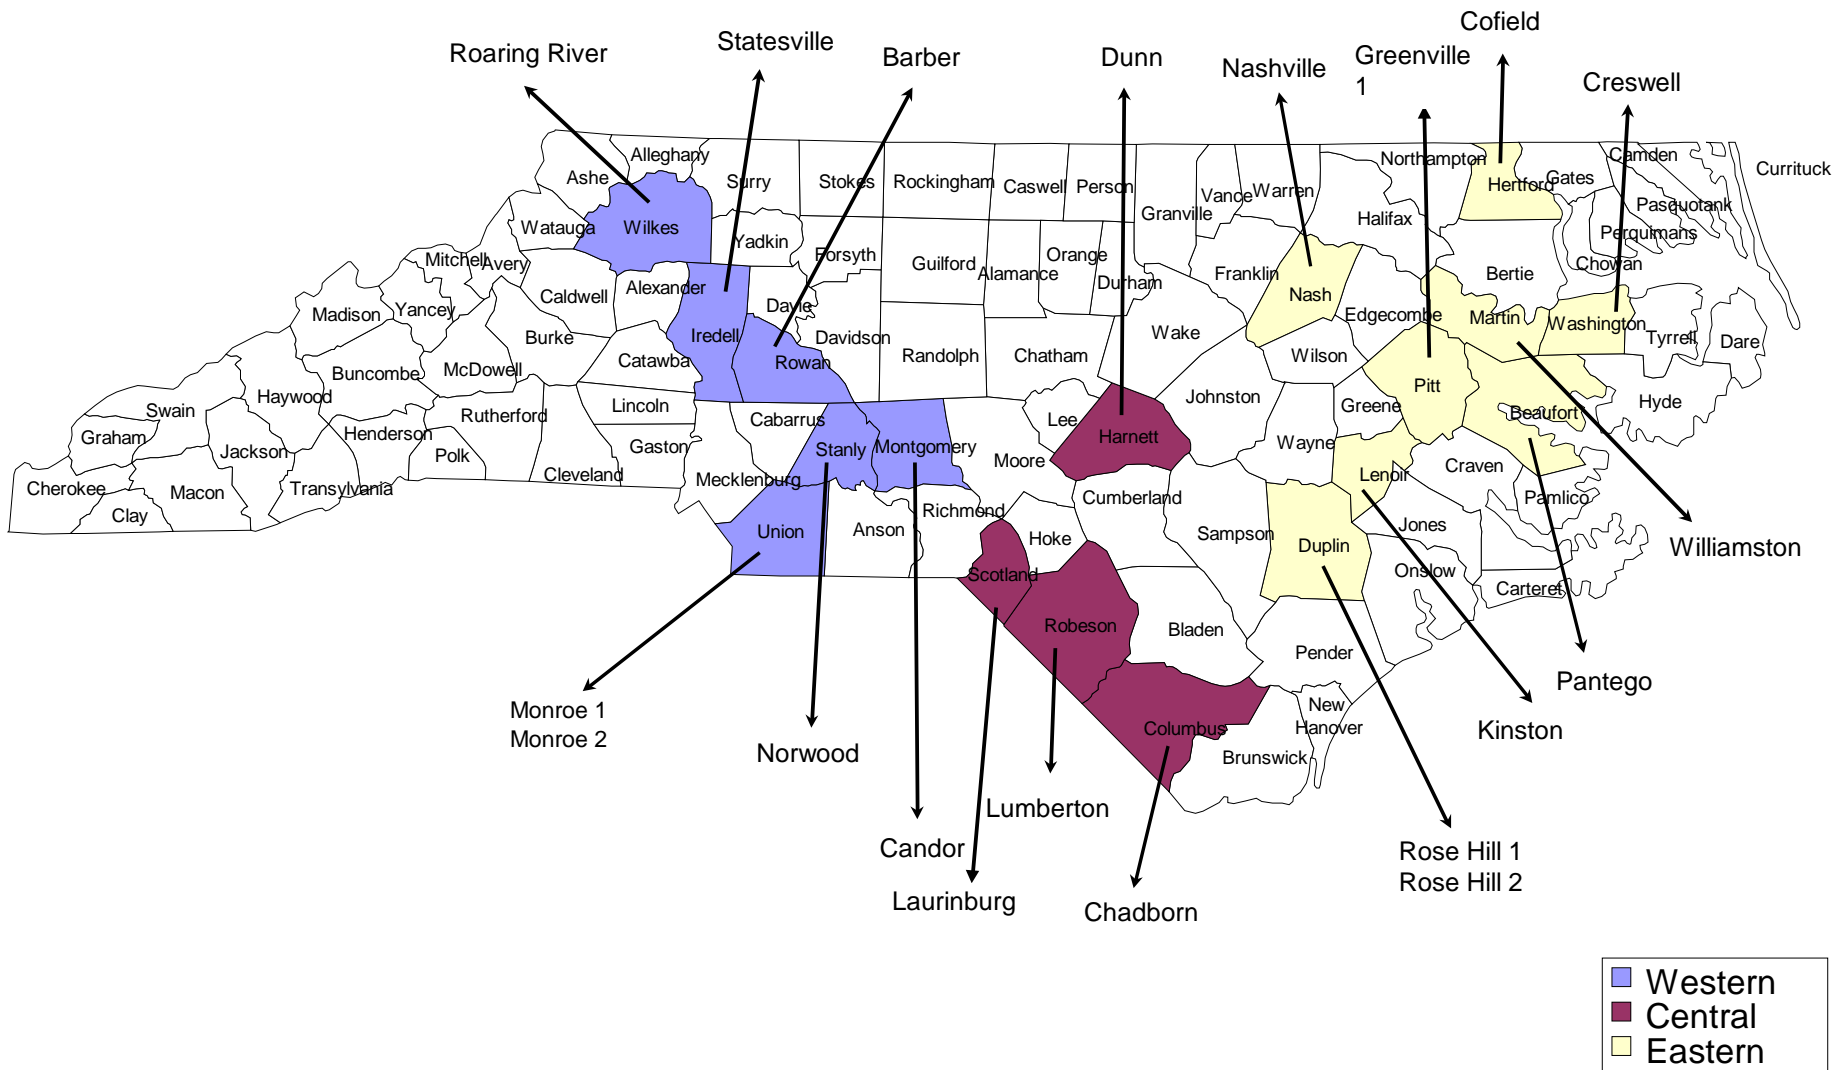 Cofield
Statesville
Roaring River
Barber
Dunn
Greenville
1
Nashville
Creswell
Alleghany
Ashe
Surry
Stokes
Rockingham
Caswell
Person
Granville
Vance
Warren
Northampton
Halifax
Hertford
Gates
Camden
Currituck
Pasquotank
Perquimans
Chowan
Watauga
Wilkes
Yadkin
Forsyth
Guilford
Alamance
Orange
Durham
Franklin
Nash
Edgecombe
Bertie
Martin
Washington
Tyrrell
Dare
Mitchell
Avery
Caldwell
Alexander
Davie
Madison
Yancey
Burke
Iredell
Davidson
Rowan
Randolph
Chatham
Wake
Wilson
Pitt
Beaufort
Hyde
Buncombe
McDowell
Catawba
Haywood
Swain
Rutherford
Lincoln
Cabarrus
Lee
Johnston
Greene
Graham
Jackson
Henderson
Polk
Cleveland
Gaston
Stanly
Montgomery
Moore
Harnett
Wayne
Lenoir
Craven
Pamlico
Cherokee
Clay
Macon
Transylvania
Mecklenburg
Union
Anson
Richmond
Hoke
Cumberland
Sampson
Duplin
Jones
Onslow
Carteret
Williamston
Scotland
Robeson
Bladen
Pender
Pantego
Monroe 1
Monroe 2
Norwood
Columbus
New
Hanover
Brunswick
Kinston
Lumberton
Candor
Laurinburg
Chadborn
Rose Hill 1
Rose Hill 2
Western
Central
Eastern